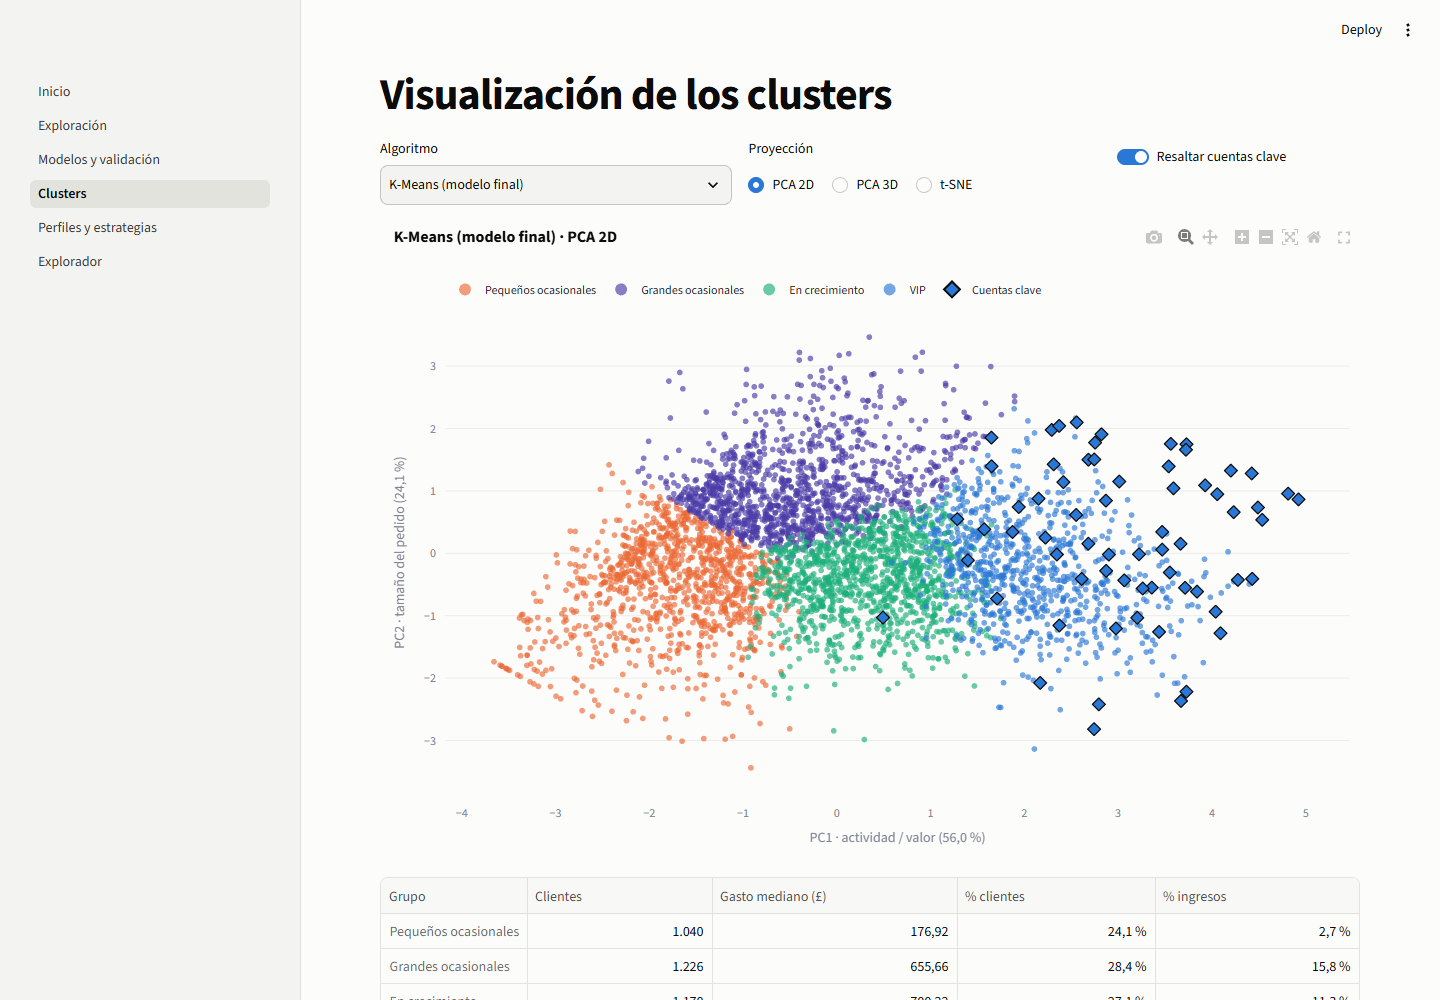 Deploy
Inicio
Exploración
Modelos y validación
Clusters
Perfiles y estrategias
Explorador
Visualización de los clusters
Algoritmo
Proyección
Resaltar cuentas clave
K-Means (modelo final)
PCA 2D
PCA 3D
t-SNE
K-Means (modelo final) · PCA 2D
Pequeños ocasionales
Grandes ocasionales
En crecimiento
VIP
Cuentas clave
PC2 · tamaño del pedido (24,1 %)
3
2
1
0
−1
−2
−3
−4 −3 −2 −1 0 1 2 3 4 5
PC1 · actividad / valor (56,0 %)
Grupo Clientes Gasto mediano (£) % clientes % ingresos
Pequeños ocasionales 1.040 176,92 24,1 % 2,7 %
Grandes ocasionales 1.226 655,66 28,4 % 15,8 %